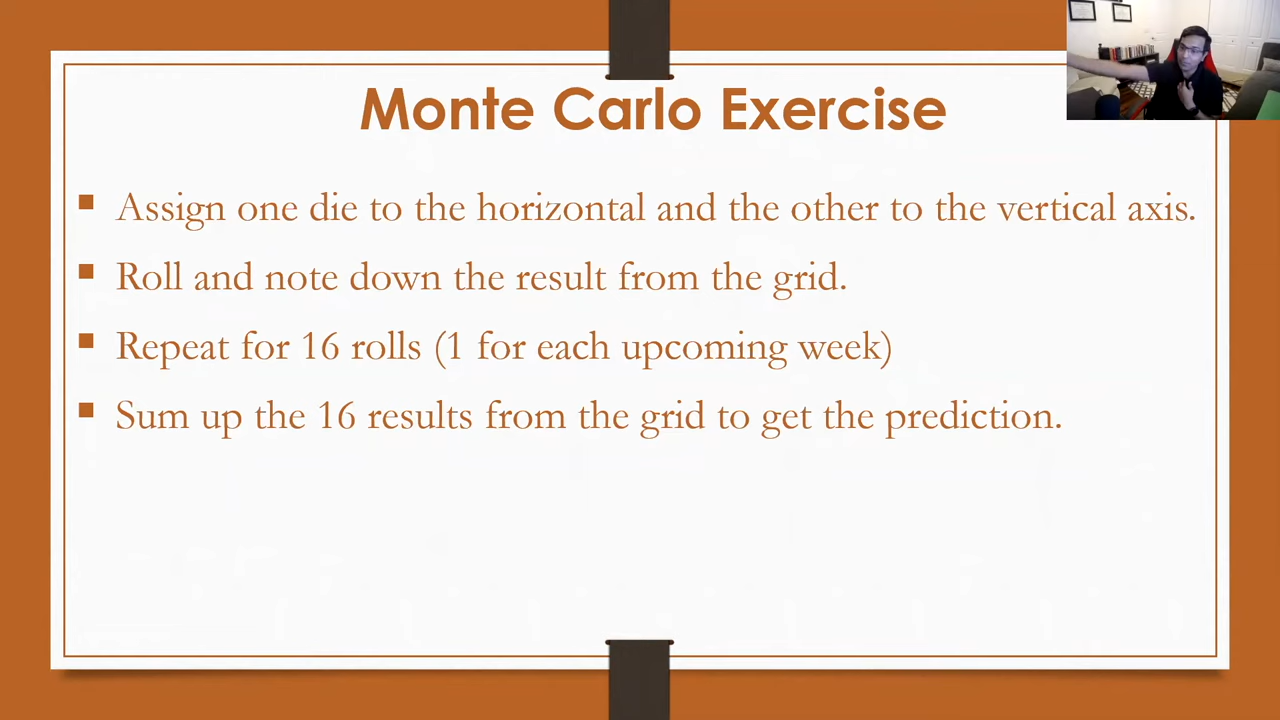 Monte Carlo Exercise
▪ Assign one die to the horizontal and the other to the vertical axis.
▪ Roll and note down the result from the grid.
▪ Repeat for 16 rolls (1 for each upcoming week)
▪ Sum up the 16 results from the grid to get the prediction.